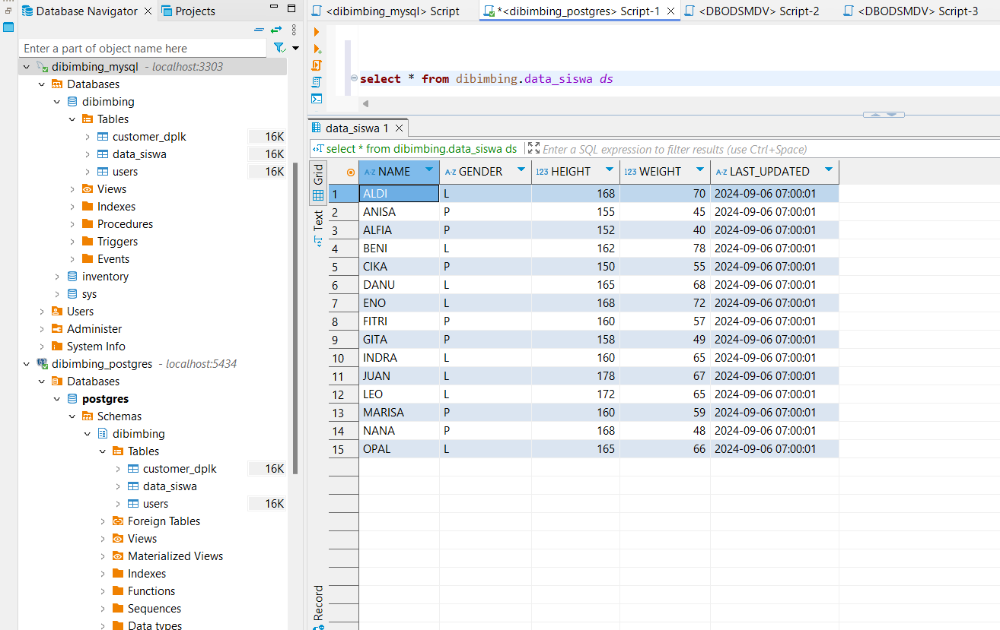 Database Navigator Projects
Enter a part of object name here
dibimbing_mysql - localhost:3303
Databases
dibimbing
Tables
customer_dplk 16K
data_siswa 16K
users 16K
Views
Indexes
Procedures
Triggers
Events
inventory
sys
Users
Administer
System Info
dibimbing_postgres - localhost:5434
Databases
postgres
Schemas
dibimbing
Tables
customer_dplk 16K
data_siswa
users 16K
Foreign Tables
Views
Materialized Views
Indexes
Functions
Sequences
Data types
<dibimbing_mysql> Script *<dibimbing_postgres> Script-1 <DBODSMDV> Script-2 <DBODSMDV> Script-3
select * from dibimbing.data_siswa ds
data_siswa 1
select * from dibimbing.data_siswa ds Enter a SQL expression to filter results (use Ctrl+Space)
Grid
Text
Record
A-Z NAME A-Z GENDER 123 HEIGHT 123 WEIGHT A-Z LAST_UPDATED
1 ALDI L 168 70 2024-09-06 07:00:01
2 ANISA P 155 45 2024-09-06 07:00:01
3 ALFIA P 152 40 2024-09-06 07:00:01
4 BENI L 162 78 2024-09-06 07:00:01
5 CIKA P 150 55 2024-09-06 07:00:01
6 DANU L 165 68 2024-09-06 07:00:01
7 ENO L 168 72 2024-09-06 07:00:01
8 FITRI P 160 57 2024-09-06 07:00:01
9 GITA P 158 49 2024-09-06 07:00:01
10 INDRA L 160 65 2024-09-06 07:00:01
11 JUAN L 178 67 2024-09-06 07:00:01
12 LEO L 172 65 2024-09-06 07:00:01
13 MARISA P 160 59 2024-09-06 07:00:01
14 NANA P 168 48 2024-09-06 07:00:01
15 OPAL L 165 66 2024-09-06 07:00:01